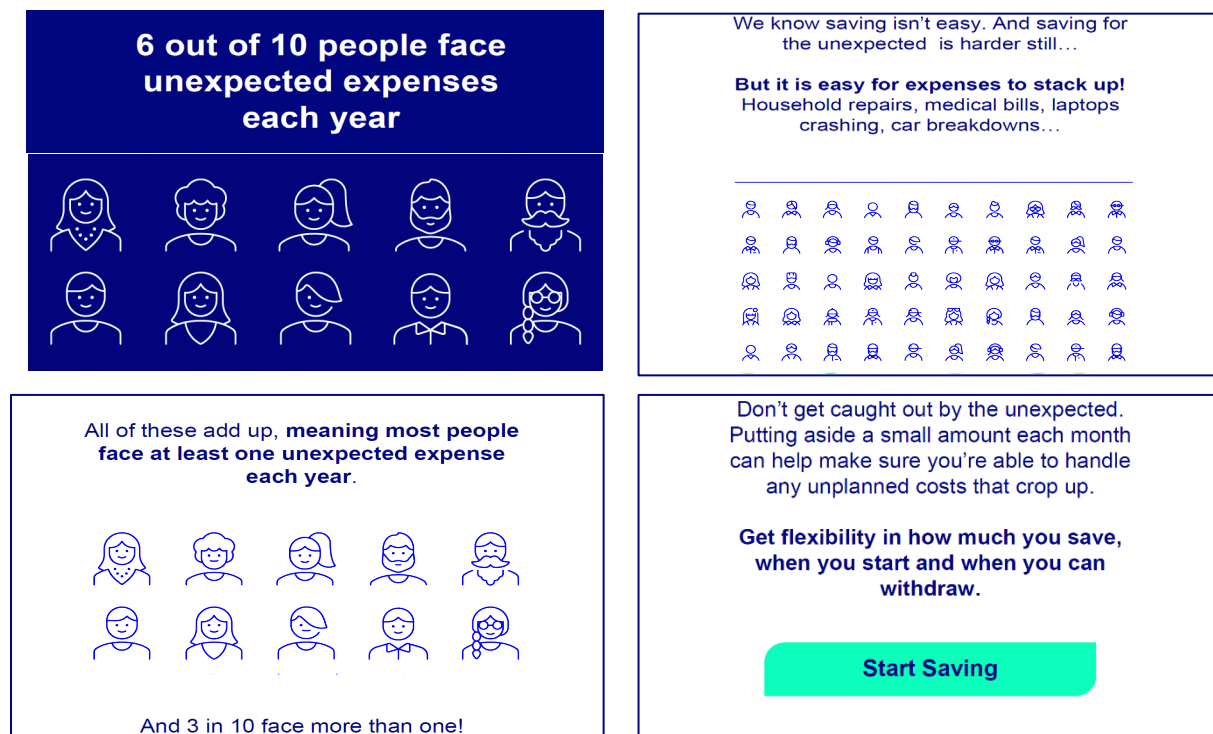 6 out of 10 people face
unexpected expenses
each year
We know saving isn’t easy. And saving for
the unexpected  is harder still…
But it is easy for expenses to stack up!
Household repairs, medical bills, laptops
crashing, car breakdowns…
All of these add up, meaning most people
face at least one unexpected expense
each year.
And 3 in 10 face more than one!
Don’t get caught out by the unexpected.
Putting aside a small amount each month
can help make sure you’re able to handle
any unplanned costs that crop up.
Get flexibility in how much you save,
when you start and when you can
withdraw.
Start Saving